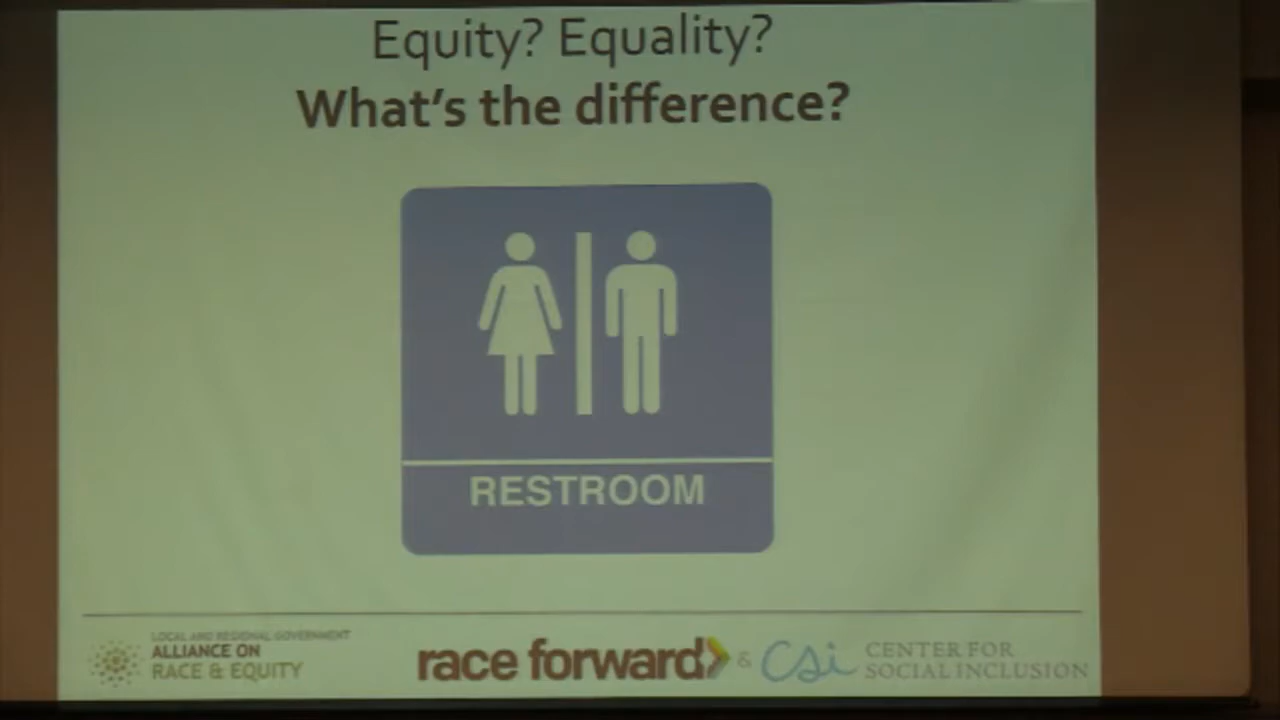 Equity? Equality?
What's the difference?
RESTROOM
LOCAL AND REGIONAL GOVERNMENT
ALLIANCE ON
RACE & EQUITY
race forward
&
csi
CENTER FOR
SOCIAL INCLUSION